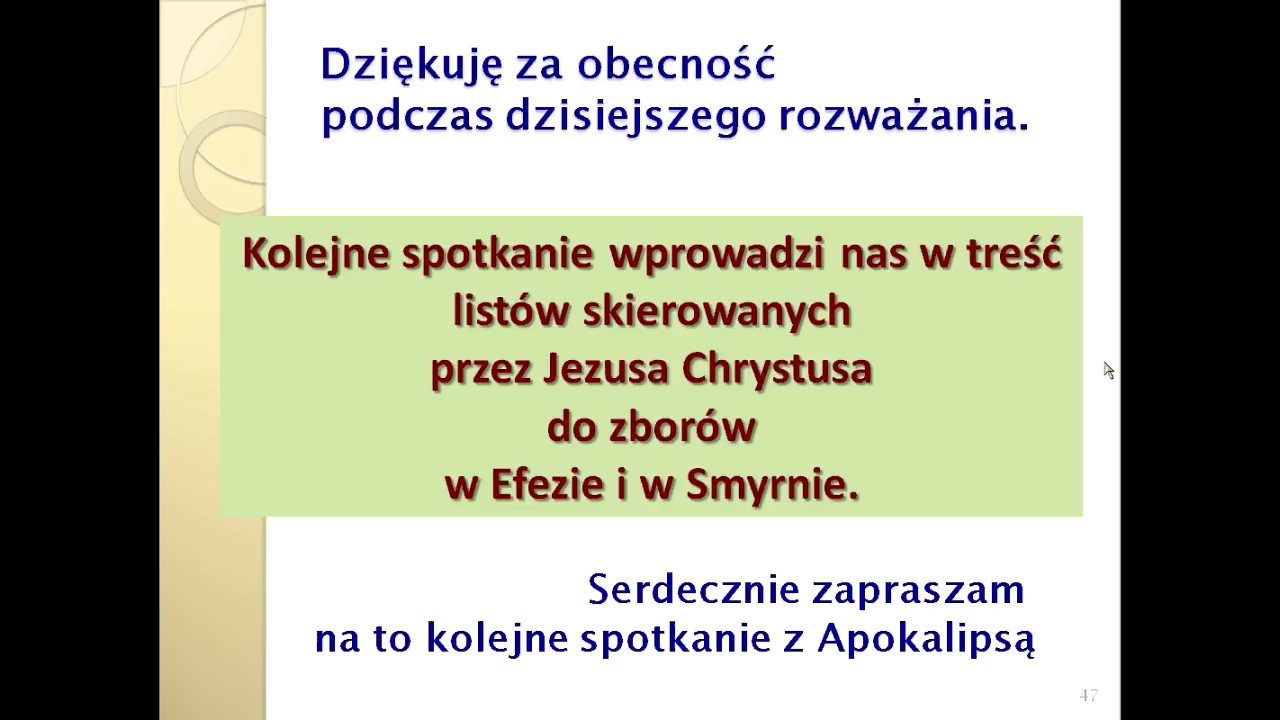 Dziękuję za obecność
podczas dzisiejszego rozważania.
Kolejne spotkanie wprowadzi nas w treść
listów skierowanych
przez Jezusa Chrystusa
do zborów
w Efezie i w Smyrnie.
Serdecznie zapraszam
na to kolejne spotkanie z Apokalipsą
47